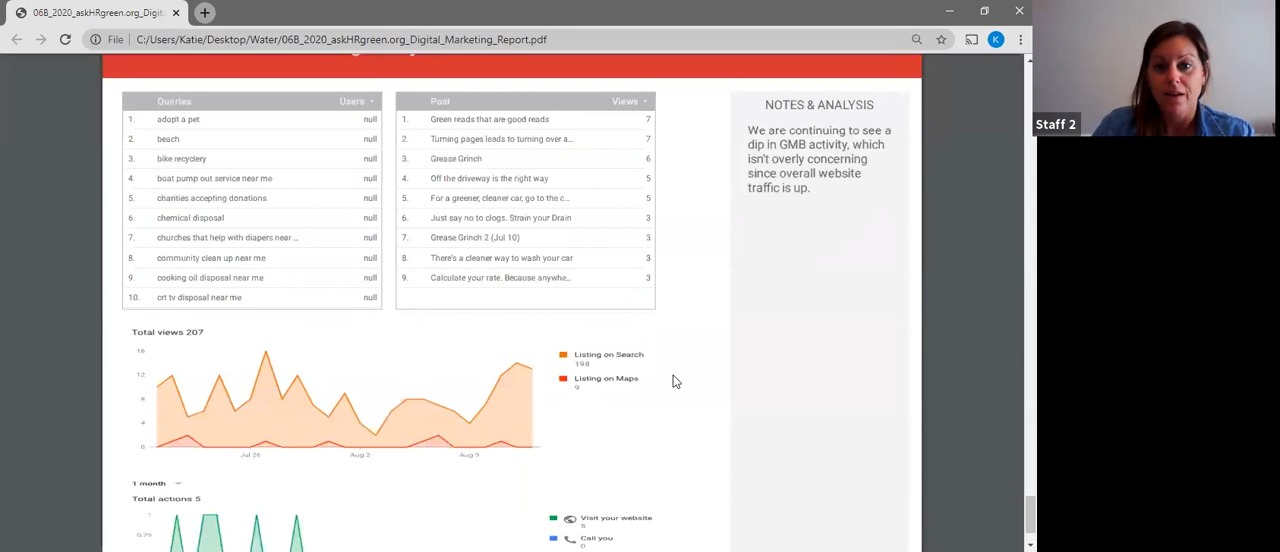 06B_2020_askHRgreen.org_Digit
File
C:/Users/Katie/Desktop/Water/06B_2020_askHRgreen.org_Digital_Marketing_Report.pdf
K
Staff 2
Queries Users
1. adopt a pet null
2. beach null
3. bike recyclery null
4. boat pump out service near me null
5. charities accepting donations null
6. chemical disposal null
7. churches that help with diapers near ... null
8. community clean up near me null
9. cooking oil disposal near me null
10. crt tv disposal near me null
Post Views
1. Green reads that are good reads 7
2. Turning pages leads to turning over a... 7
3. Grease Grinch 6
4. Off the driveway is the right way 5
5. For a greener, cleaner car, go to the c... 5
6. Just say no to clogs. Strain your Drain 3
7. Grease Grinch 2 (Jul 10) 3
8. There's a cleaner way to wash your car 3
9. Calculate your rate. Because anywhe... 3
NOTES & ANALYSIS
We are continuing to see a
dip in GMB activity, which
isn't overly concerning
since overall website
traffic is up.
Total views 207
16
12
8
4
0
Jul 26
Aug 2
Aug 9
Listing on Search
198
Listing on Maps
9
1 month
Total actions 5
1
0.75
Visit your website
5
Call you
0